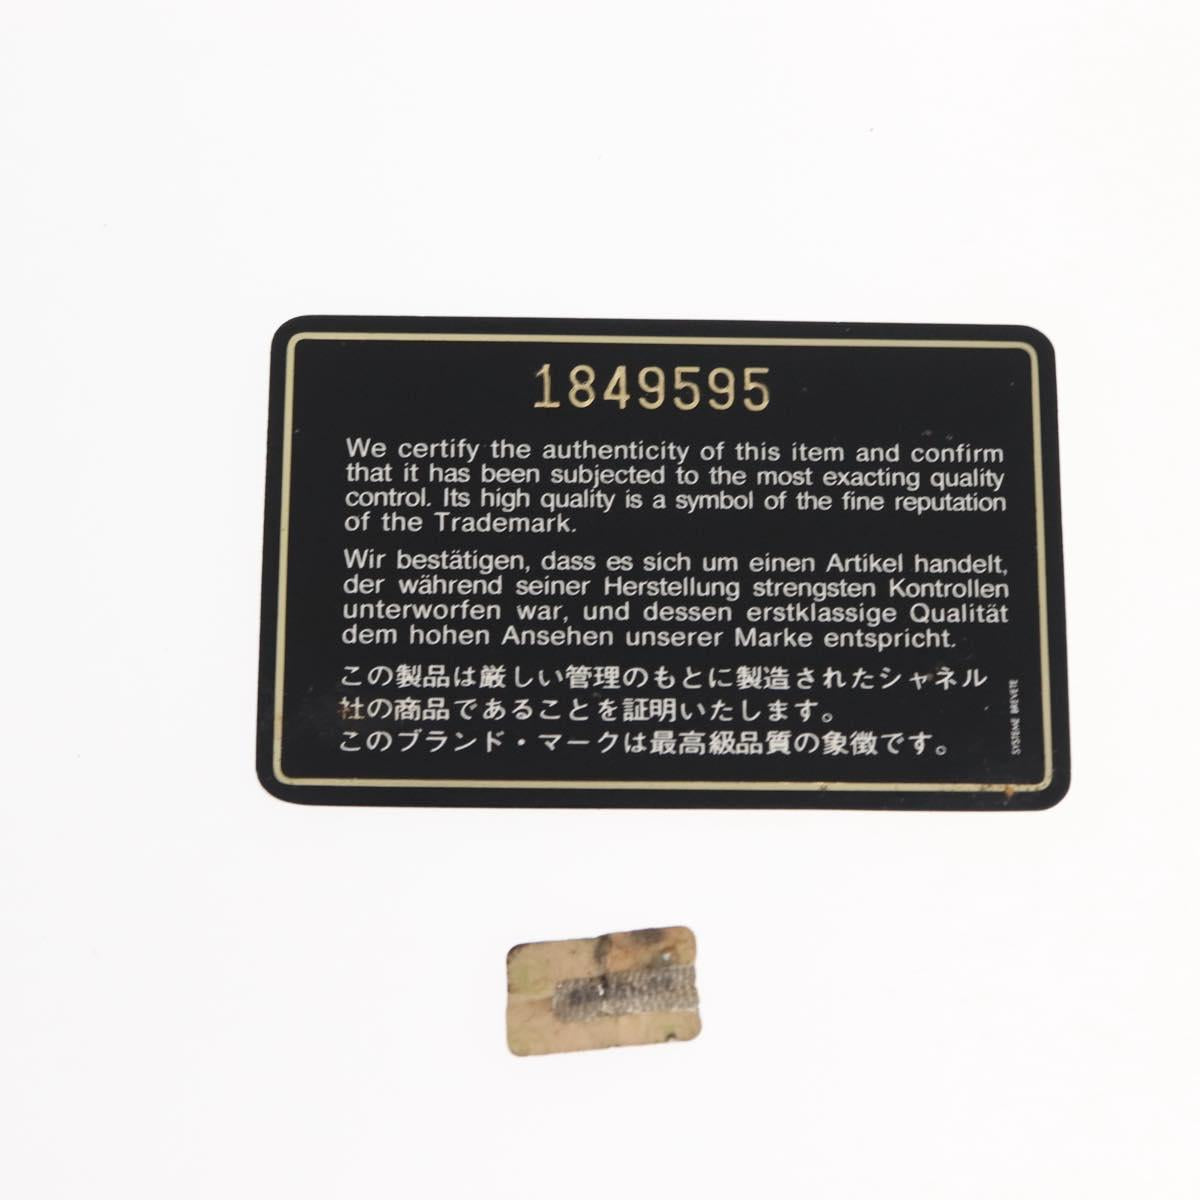 1849595
We certify the authenticity of this item and confirm
that it has been subjected to the most exacting quality
control. Its high quality is a symbol of the fine reputation
of the Trademark.
Wir bestätigen, dass es sich um einen Artikel handelt,
der während seiner Herstellung strengsten Kontrollen
unterworfen war, und dessen erstklassige Qualität
dem hohen Ansehen unserer Marke entspricht.
この製品は厳しい管理のもとに製造されたシャネル
社の商品であることを証明いたします。
このブランド・マークは最高級品質の象徴です。
SYSTEME BREVETE